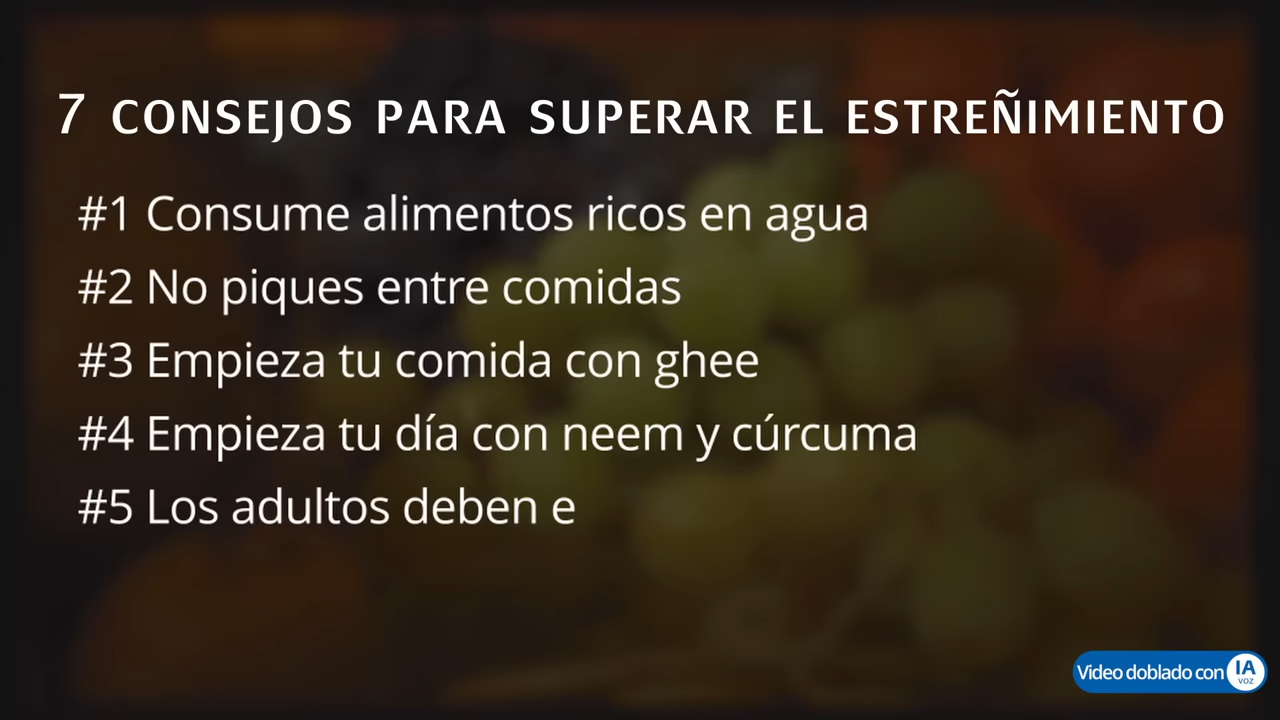 7 CONSEJOS PARA SUPERAR EL ESTREÑIMIENTO
#1 Consume alimentos ricos en agua
#2 No piques entre comidas
#3 Empieza tu comida con ghee
#4 Empieza tu día con neem y cúrcuma
#5 Los adultos deben e
Video doblado con IA voz